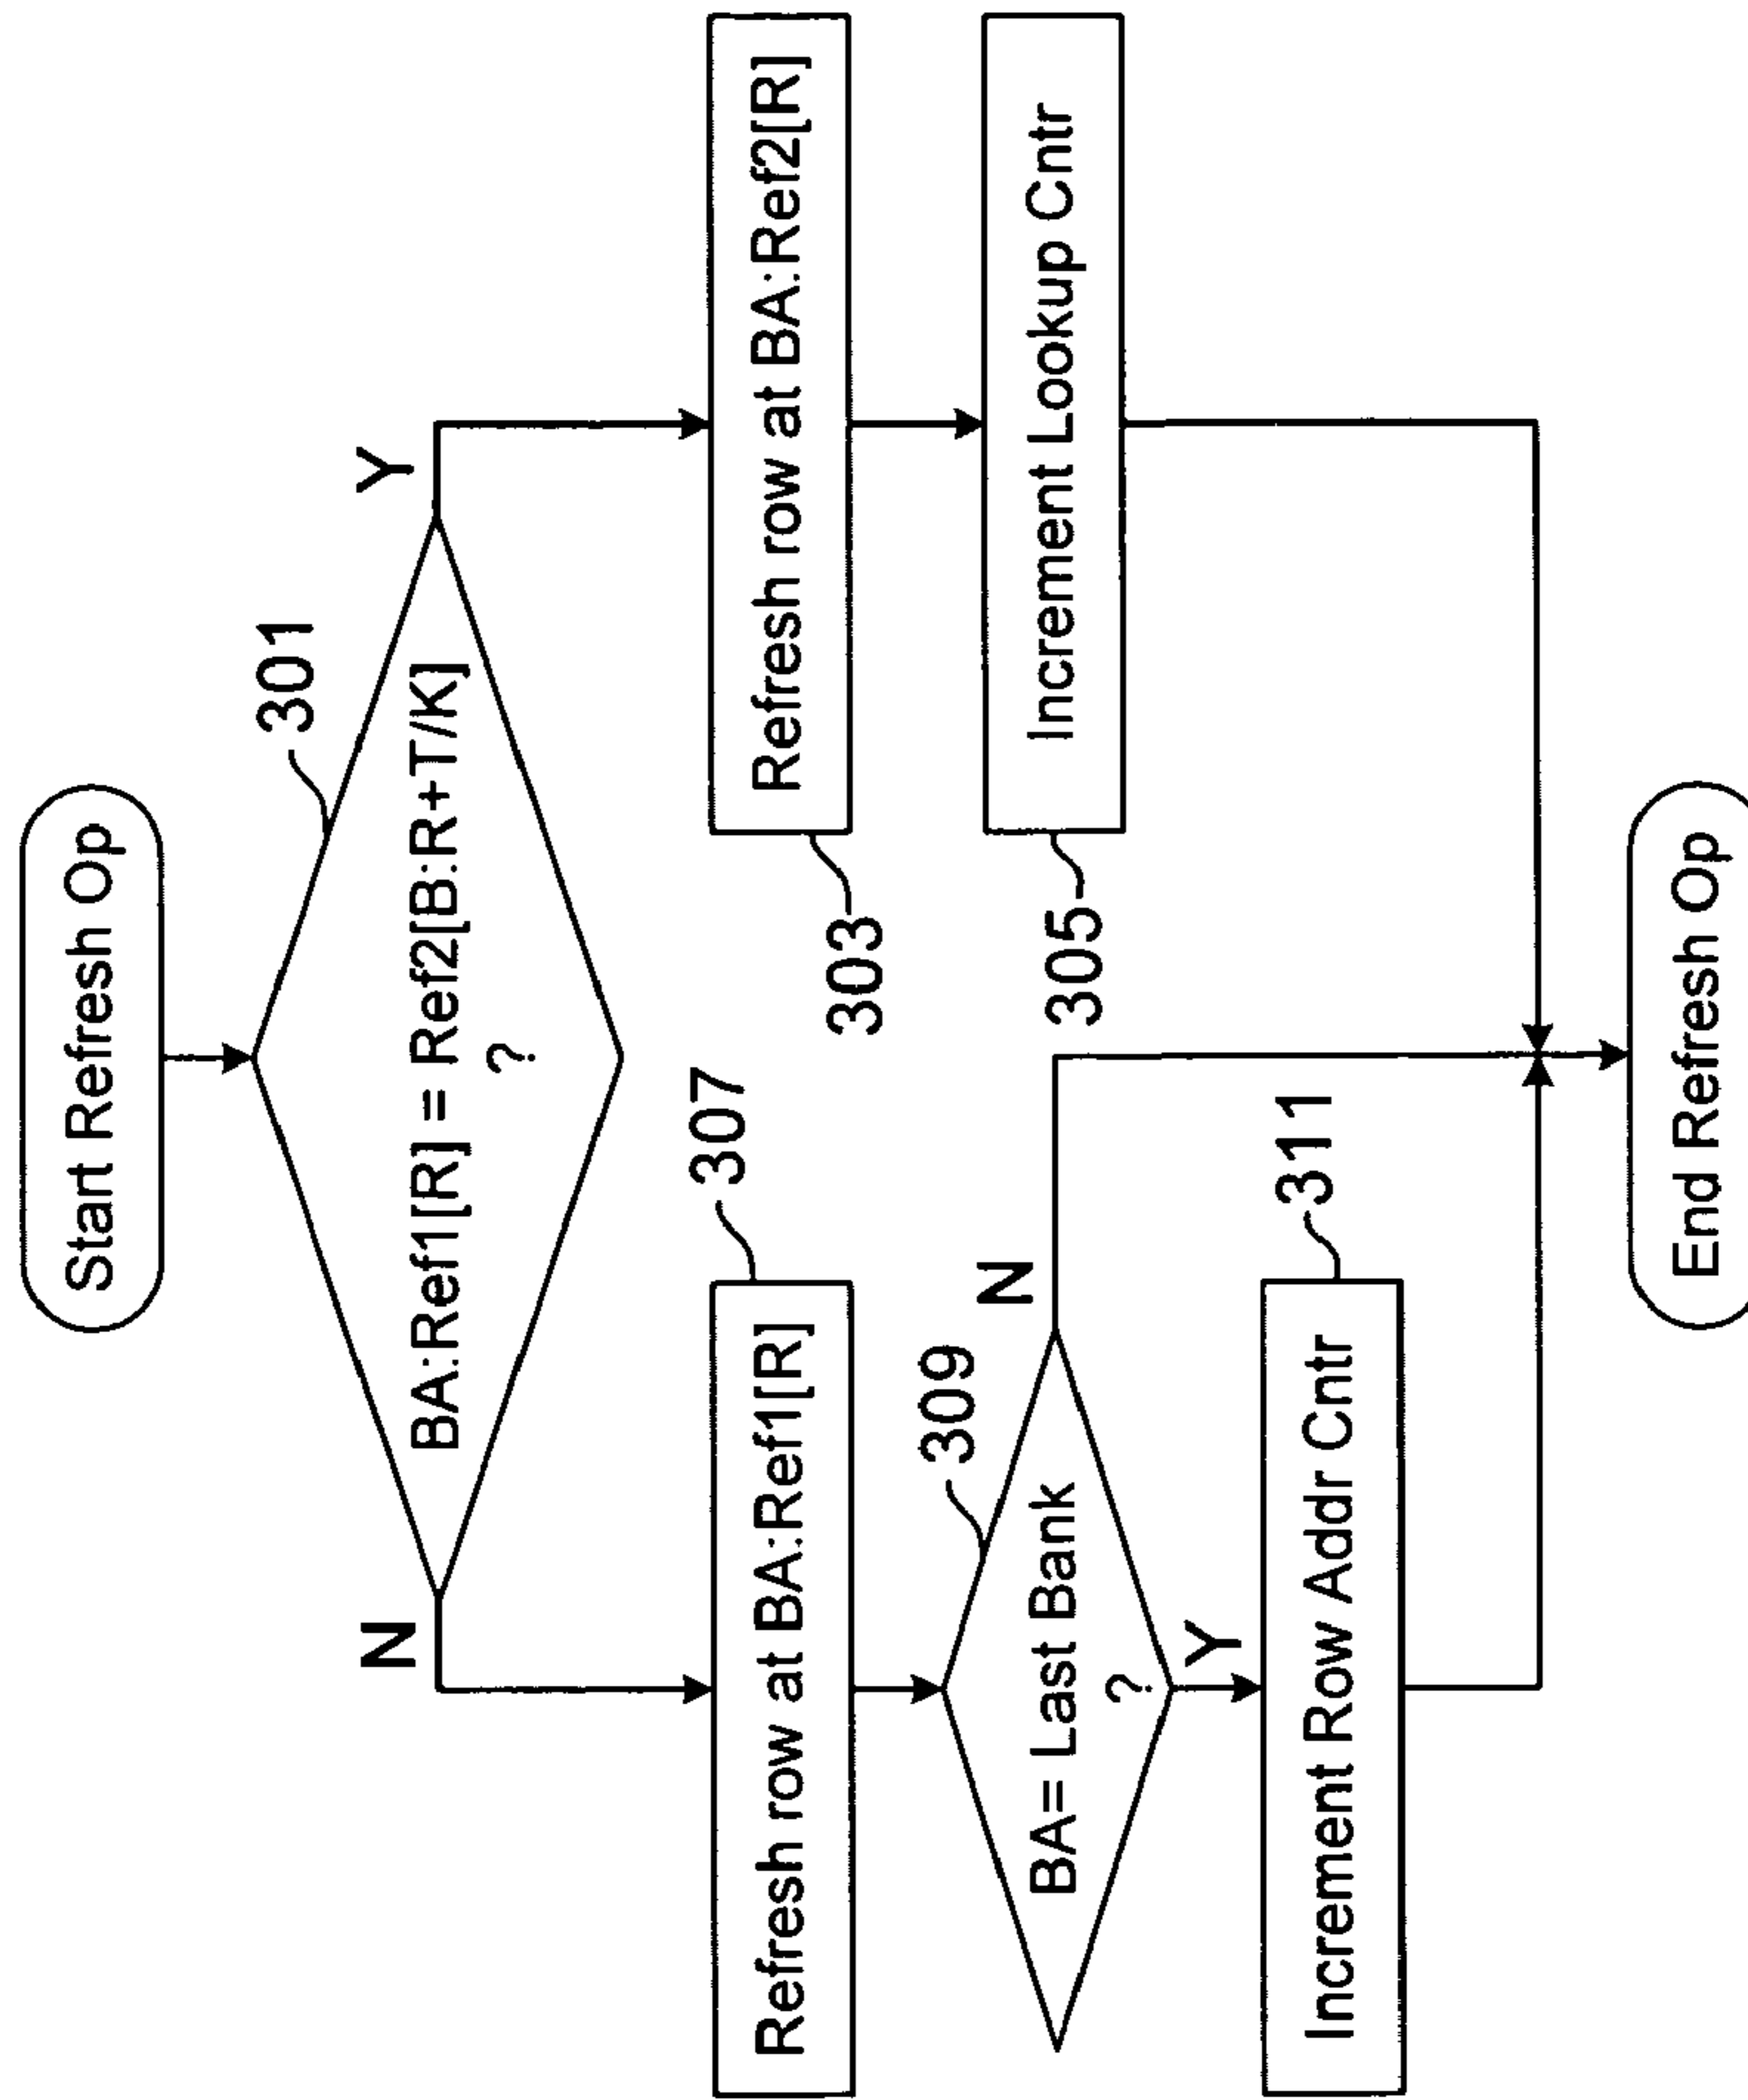 Start Refresh Op
301
BA:Ref1[R] = Ref2[B:R+T/K]
?
N
Y
307
Refresh row at BA:Ref1[R]
Refresh row at BA:Ref2[R]
303
309
BA= Last Bank
?
N
Y
Increment Lookup Cntr
305
311
Increment Row Addr Cntr
End Refresh Op